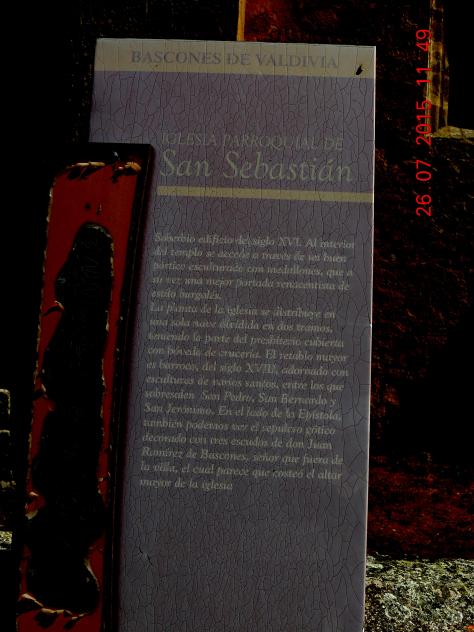 BASCONES DE VALDIVIA
IGLESIA PARROQUIAL DE
San Sebastián
Soberbio edificio del siglo XVI. Al interior
del templo se accede a través de un buen
pórtico esculturado con medallones, que a
su vez una mejor portada renacentista de
estilo burgalés.
La planta de la iglesia se distribuye en
una sola nave dividida en dos tramos,
teniendo la parte del presbiterio cubierta
con bóveda de crucería. El retablo mayor
es barroco, del siglo XVIII, adornado con
esculturas de varios santos, entre los que
sobresalen San Pedro, San Bernardo y
San Jerónimo. En el lado de la Epístola,
también podemos ver el sepulcro gótico
decorado con tres escudos de don Juan
Ramírez de Bascones, señor que fuera de
la villa, el cual parece que costeó el altar
mayor de la iglesia
26.07.2015 11:49